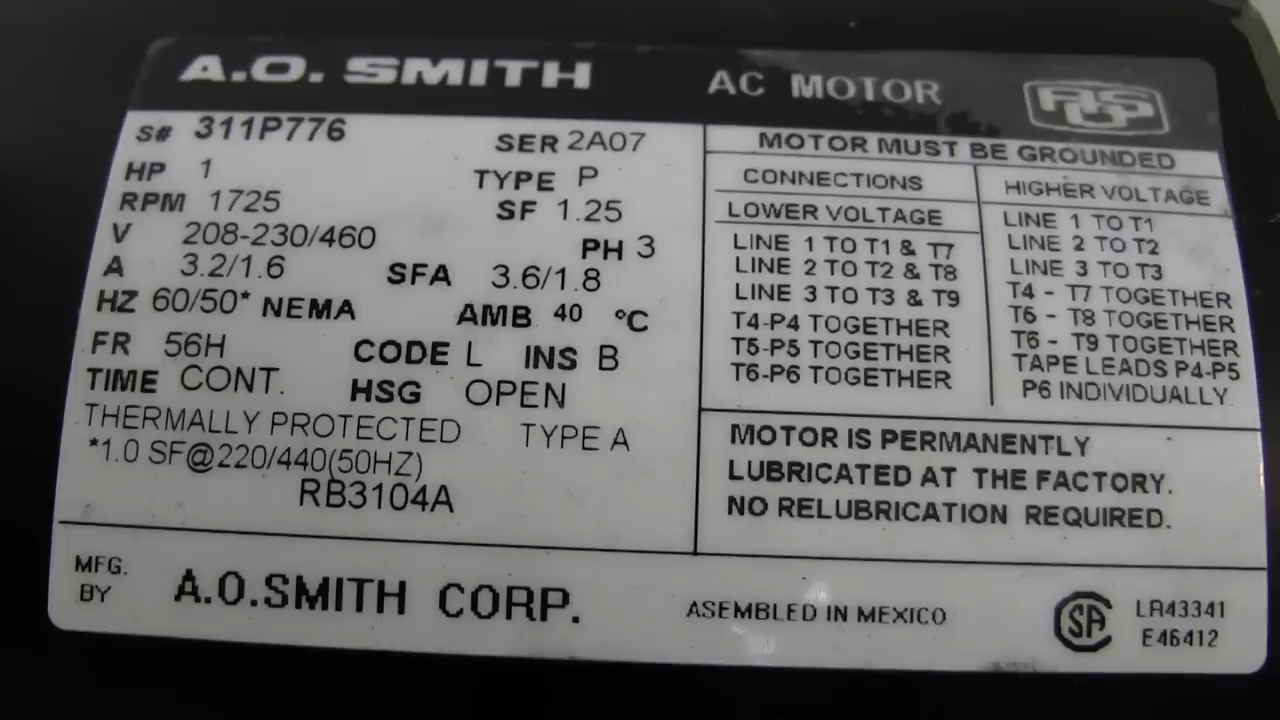 A.O. SMITH AC MOTOR AOS
S# 311P776 SER 2A07
HP 1 TYPE P
RPM 1725 SF 1.25
V 208-230/460 PH 3
A 3.2/1.6 SFA 3.6/1.8
HZ 60/50* NEMA AMB 40 °C
FR 56H CODE L INS B
TIME CONT. HSG OPEN
THERMALLY PROTECTED TYPE A
*1.0 SF@220/440(50HZ)
RB3104A
MOTOR MUST BE GROUNDED
CONNECTIONS
LOWER VOLTAGE
LINE 1 TO T1 & T7
LINE 2 TO T2 & T8
LINE 3 TO T3 & T9
T4-P4 TOGETHER
T5-P5 TOGETHER
T6-P6 TOGETHER
HIGHER VOLTAGE
LINE 1 TO T1
LINE 2 TO T2
LINE 3 TO T3
T4 - T7 TOGETHER
T6 - T8 TOGETHER
T6 - T9 TOGETHER
TAPE LEADS P4-P5
P6 INDIVIDUALLY
MOTOR IS PERMANENTLY
LUBRICATED AT THE FACTORY.
NO RELUBRICATION REQUIRED.
MFG.
BY
A.O.SMITH CORP.
ASEMBLED IN MEXICO
SA
LR43341
E46412